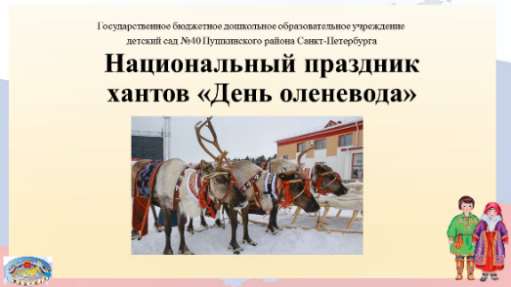 Государственное бюджетное дошкольное образовательное учреждение
детский сад №40 Пушкинского района Санкт-Петербурга
Национальный праздник
хантов «День оленевода»